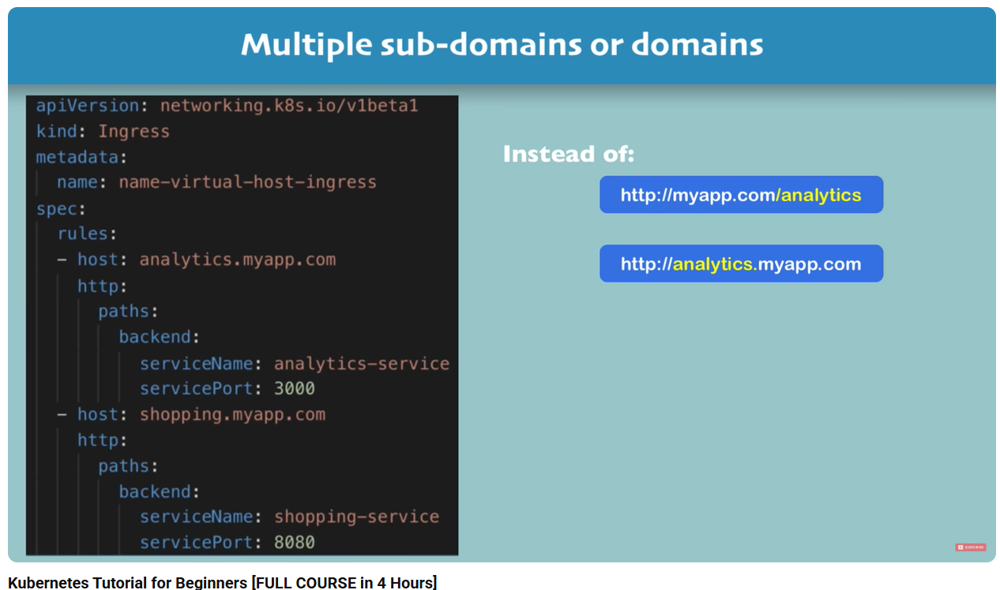 Multiple sub-domains or domains
apiVersion: networking.k8s.io/v1beta1
kind: Ingress
metadata:
name: name-virtual-host-ingress
spec:
rules:
- host: analytics.myapp.com
http:
paths:
backend:
serviceName: analytics-service
servicePort: 3000
- host: shopping.myapp.com
http:
paths:
backend:
serviceName: shopping-service
servicePort: 8080
Instead of:
http://myapp.com/analytics
http://analytics.myapp.com
SUBSCRIBE
Kubernetes Tutorial for Beginners [FULL COURSE in 4 Hours]